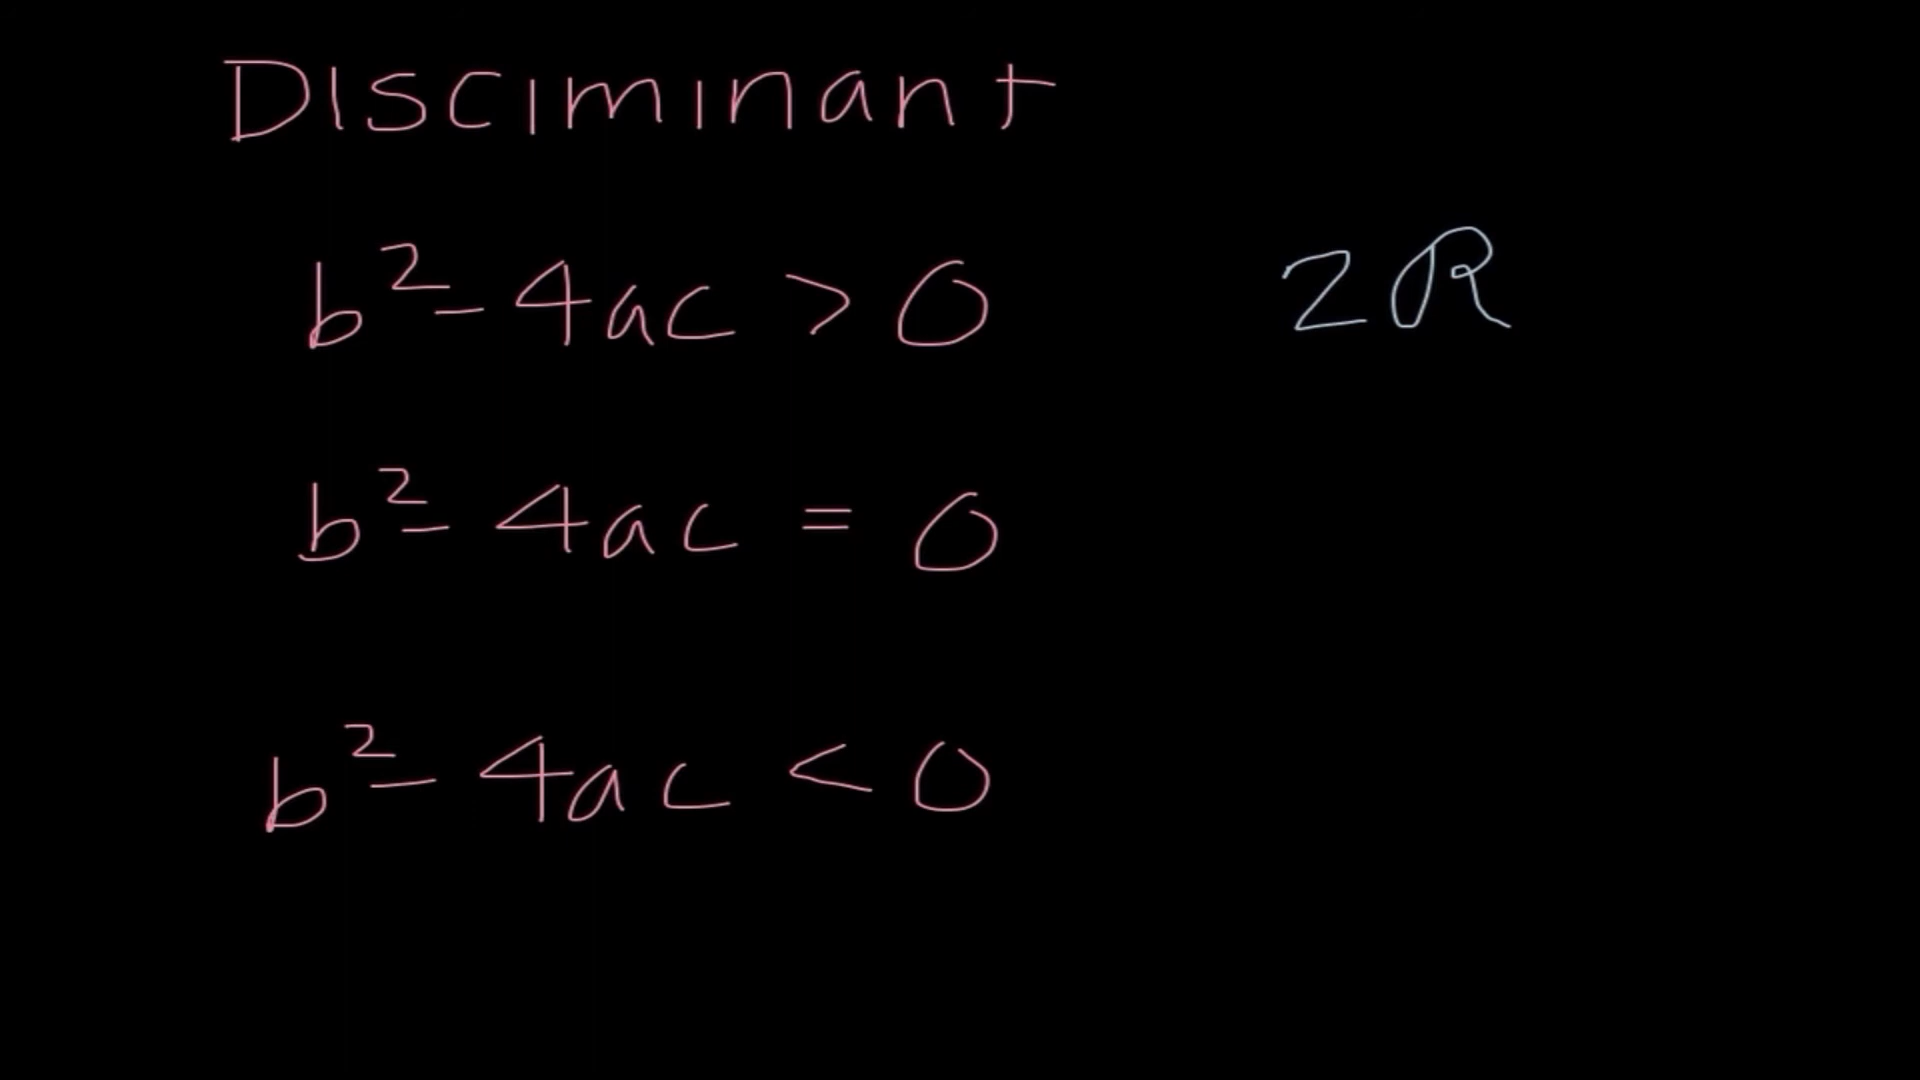 Disciminant
b² - 4ac > 0 2R
b² - 4ac = 0
b² - 4ac < 0